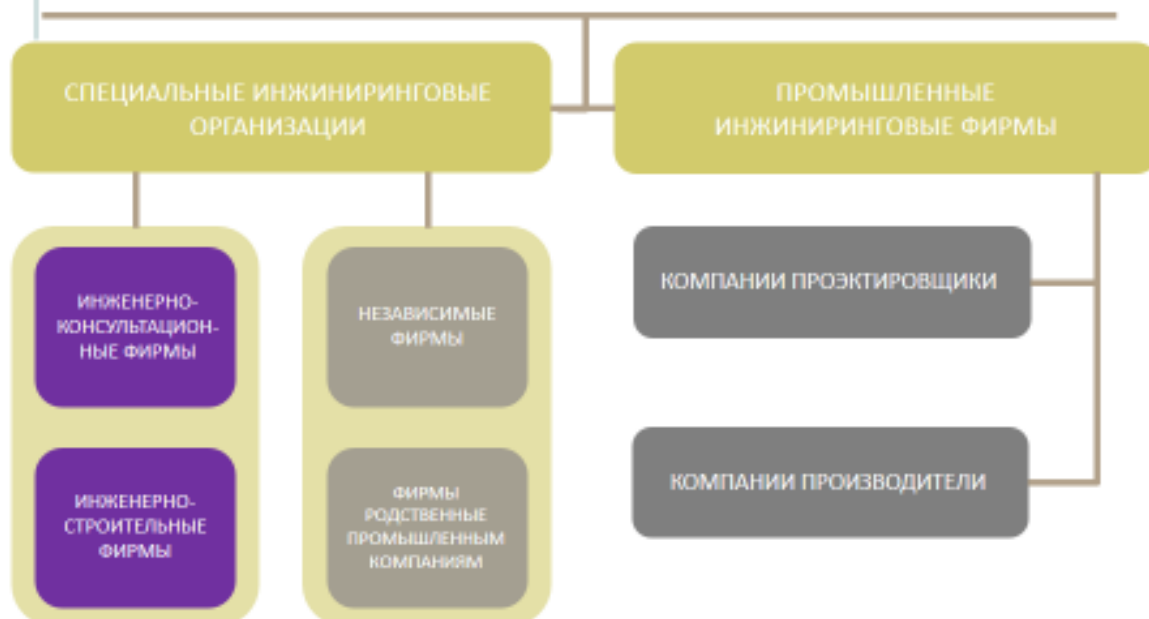 СПЕЦИАЛЬНЫЕ ИНЖИНИРИНГОВЫЕ
ОРГАНИЗАЦИИ
ПРОМЫШЛЕННЫЕ
ИНЖИНИРИНГОВЫЕ ФИРМЫ
ИНЖЕНЕРНО-
КОНСУЛЬТАЦИОН-
НЫЕ ФИРМЫ
НЕЗАВИСИМЫЕ
ФИРМЫ
КОМПАНИИ ПРОЭКТИРОВЩИКИ
ИНЖЕНЕРНО-
СТРОИТЕЛЬНЫЕ
ФИРМЫ
ФИРМЫ
РОДСТВЕННЫЕ
ПРОМЫШЛЕННЫМ
КОМПАНИЯМ
КОМПАНИИ ПРОИЗВОДИТЕЛИ